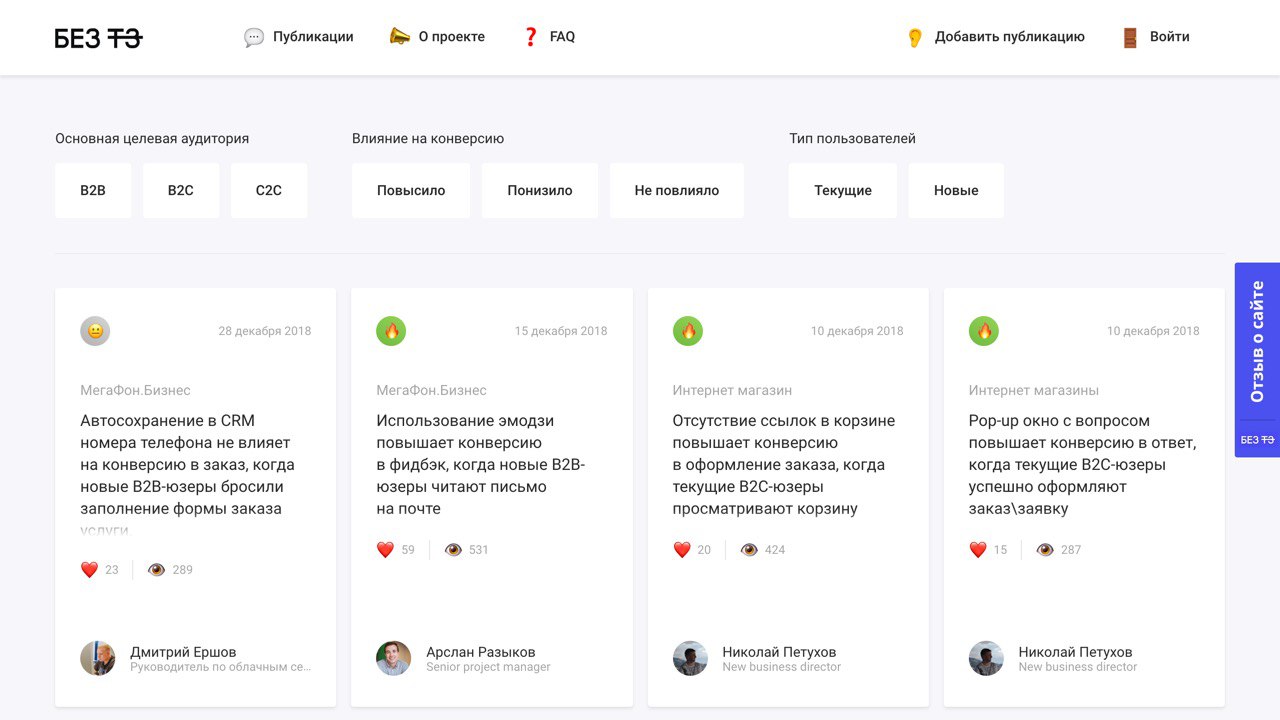 БЕЗ ТЗ
Публикации
О проекте
FAQ
Добавить публикацию
Войти
Основная целевая аудитория
B2B
B2C
C2C
Влияние на конверсию
Повысило
Понизило
Не повлияло
Тип пользователей
Текущие
Новые
28 декабря 2018
МегаФон.Бизнес
Автосохранение в CRM
номера телефона не влияет
на конверсию в заказ, когда
новые B2B-юзеры бросили
заполнение формы заказа
услуги.
23
289
Дмитрий Ершов
Руководитель по облачным се...
15 декабря 2018
МегаФон.Бизнес
Использование эмодзи
повышает конверсию
в фидбэк, когда новые B2B-
юзеры читают письмо
на почте
59
531
Арслан Разыков
Senior project manager
10 декабря 2018
Интернет магазин
Отсутствие ссылок в корзине
повышает конверсию
в оформление заказа, когда
текущие B2C-юзеры
просматривают корзину
20
424
Николай Петухов
New business director
10 декабря 2018
Интернет магазины
Pop-up окно с вопросом
повышает конверсию в ответ,
когда текущие B2C-юзеры
успешно оформляют
заказ\заявку
15
287
Николай Петухов
New business director
Отзыв о сайте
БЕЗ ТЗ